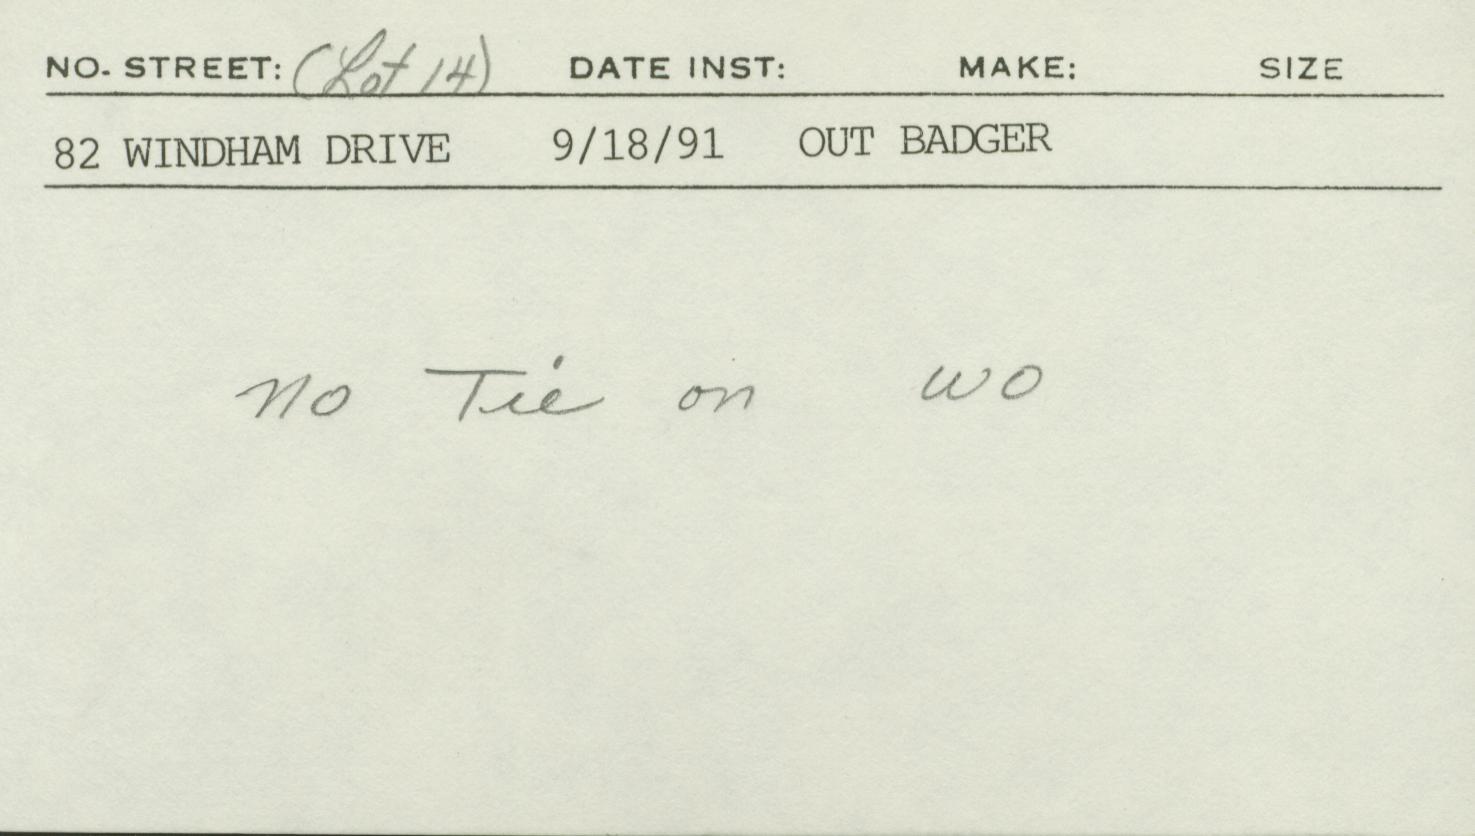 NO. STREET: (Lot 14) DATE INST: MAKE: SIZE
82 WINDHAM DRIVE 9/18/91 OUT BADGER
No Tie on WO